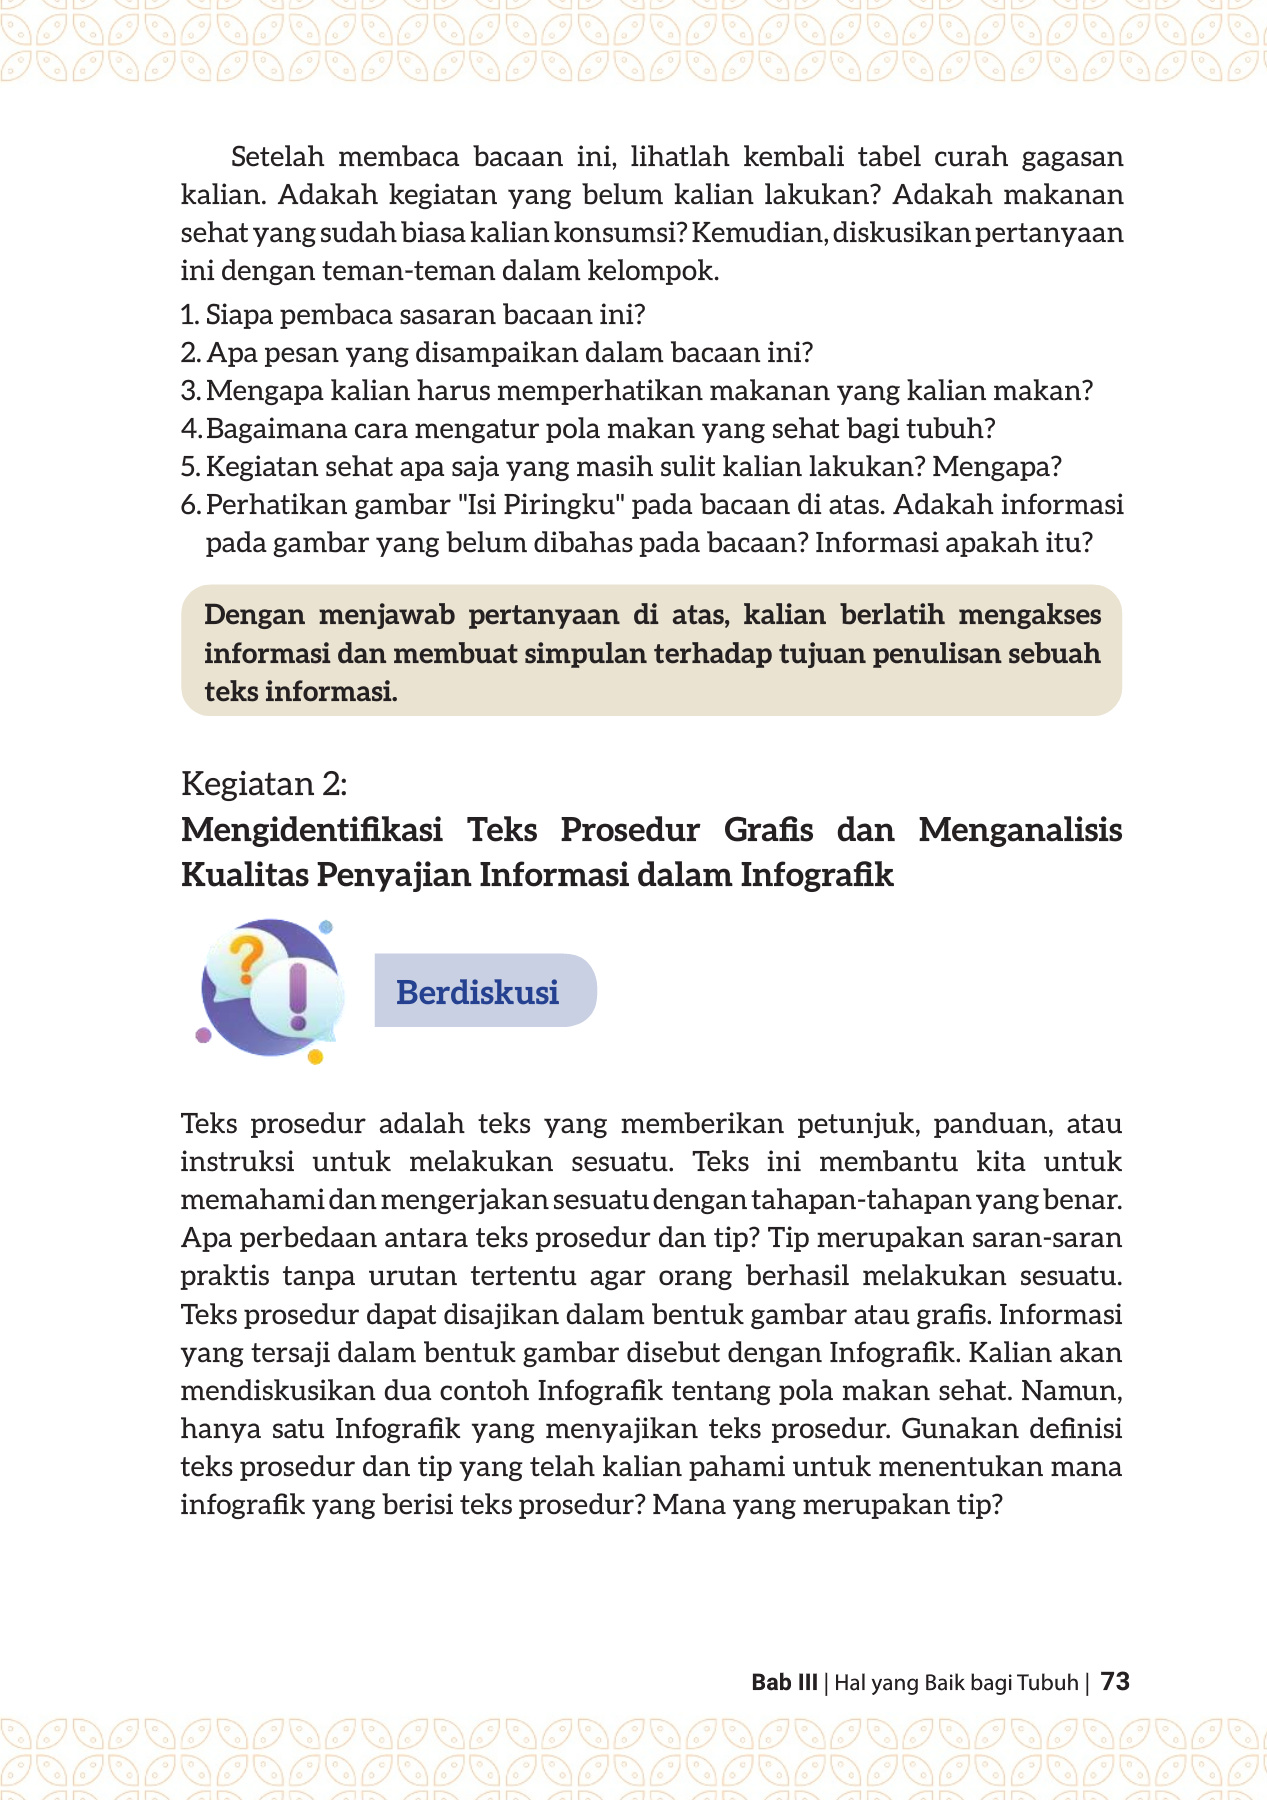 Setelah membaca bacaan ini, lihatlah kembali tabel curah gagasan
kalian. Adakah kegiatan yang belum kalian lakukan? Adakah makanan
sehat yang sudah biasa kalian konsumsi? Kemudian, diskusikan pertanyaan
ini dengan teman-teman dalam kelompok.
1. Siapa pembaca sasaran bacaan ini?
2. Apa pesan yang disampaikan dalam bacaan ini?
3. Mengapa kalian harus memperhatikan makanan yang kalian makan?
4. Bagaimana cara mengatur pola makan yang sehat bagi tubuh?
5. Kegiatan sehat apa saja yang masih sulit kalian lakukan? Mengapa?
6. Perhatikan gambar "Isi Piringku" pada bacaan di atas. Adakah informasi
pada gambar yang belum dibahas pada bacaan? Informasi apakah itu?
Dengan menjawab pertanyaan di atas, kalian berlatih mengakses
informasi dan membuat simpulan terhadap tujuan penulisan sebuah
teks informasi.
Kegiatan 2:
Mengidentifikasi Teks Prosedur Grafis dan Menganalisis
Kualitas Penyajian Informasi dalam Infografik
? !
Berdiskusi
Teks prosedur adalah teks yang memberikan petunjuk, panduan, atau
instruksi untuk melakukan sesuatu. Teks ini membantu kita untuk
memahami dan mengerjakan sesuatu dengan tahapan-tahapan yang benar.
Apa perbedaan antara teks prosedur dan tip? Tip merupakan saran-saran
praktis tanpa urutan tertentu agar orang berhasil melakukan sesuatu.
Teks prosedur dapat disajikan dalam bentuk gambar atau grafis. Informasi
yang tersaji dalam bentuk gambar disebut dengan Infografik. Kalian akan
mendiskusikan dua contoh Infografik tentang pola makan sehat. Namun,
hanya satu Infografik yang menyajikan teks prosedur. Gunakan definisi
teks prosedur dan tip yang telah kalian pahami untuk menentukan mana
infografik yang berisi teks prosedur? Mana yang merupakan tip?
Bab III | Hal yang Baik bagi Tubuh | 73